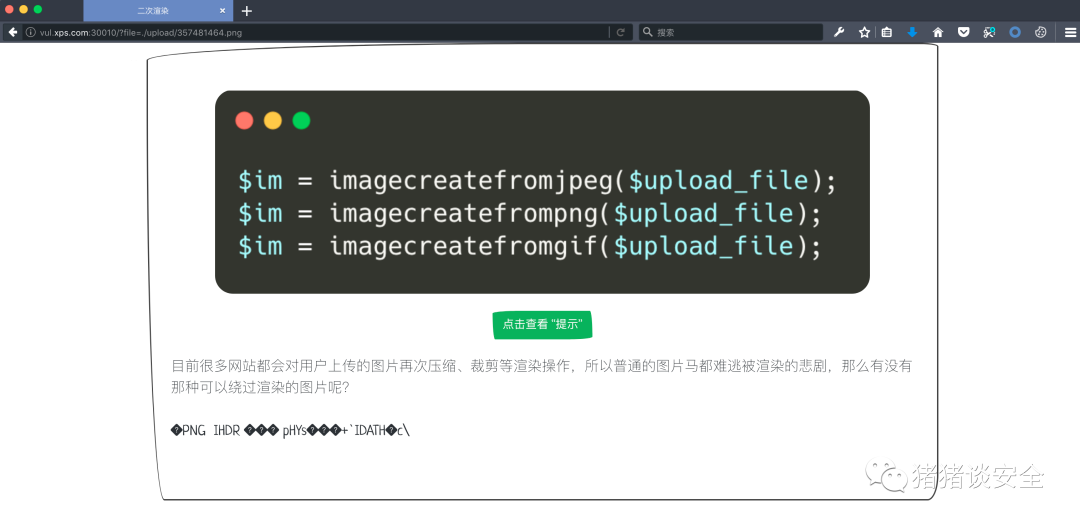 二次渲染
vul.xps.com:30010/?file=./upload/357481464.png
搜索
$im = imagecreatefromjpeg($upload_file);
$im = imagecreatefrompng($upload_file);
$im = imagecreatefromgif($upload_file);
点击查看 "提示"
目前很多网站都会对用户上传的图片再次压缩、裁剪等渲染操作，所以普通的图片马都难逃被渲染的悲剧，那么有没有
那种可以绕过渲染的图片呢？
�PNG IHDR ��� pHYs���+`IDATH�c\
猪猪谈安全